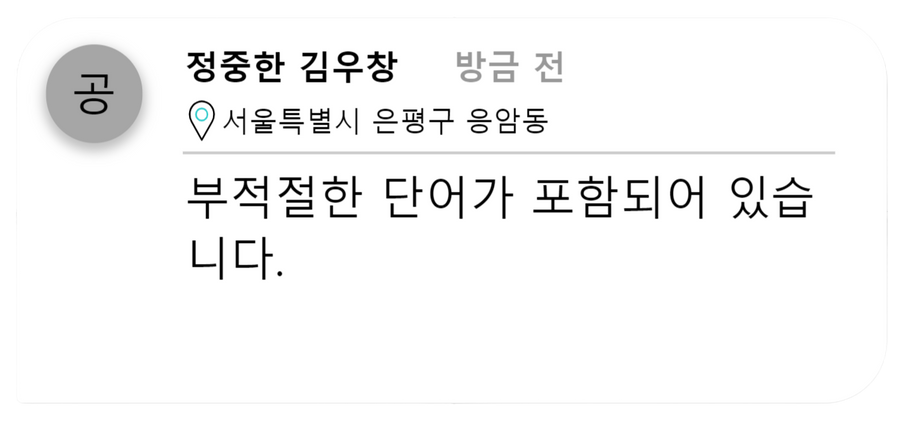 공
정중한 김우창 방금 전
서울특별시 은평구 응암동
부적절한 단어가 포함되어 있습
니다.